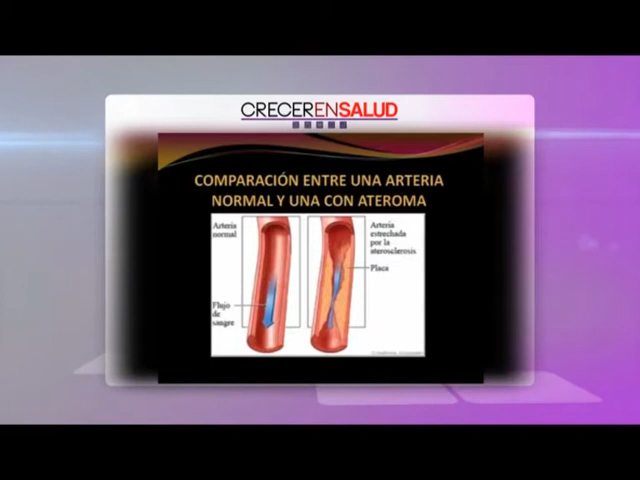 CRECERENSALUD
COMPARACIÓN ENTRE UNA ARTERIA
NORMAL Y UNA CON ATEROMA
Arteria
normal
Flujo
de
sangre
Arteria
estrechada
por la
aterosclerosis
Placa